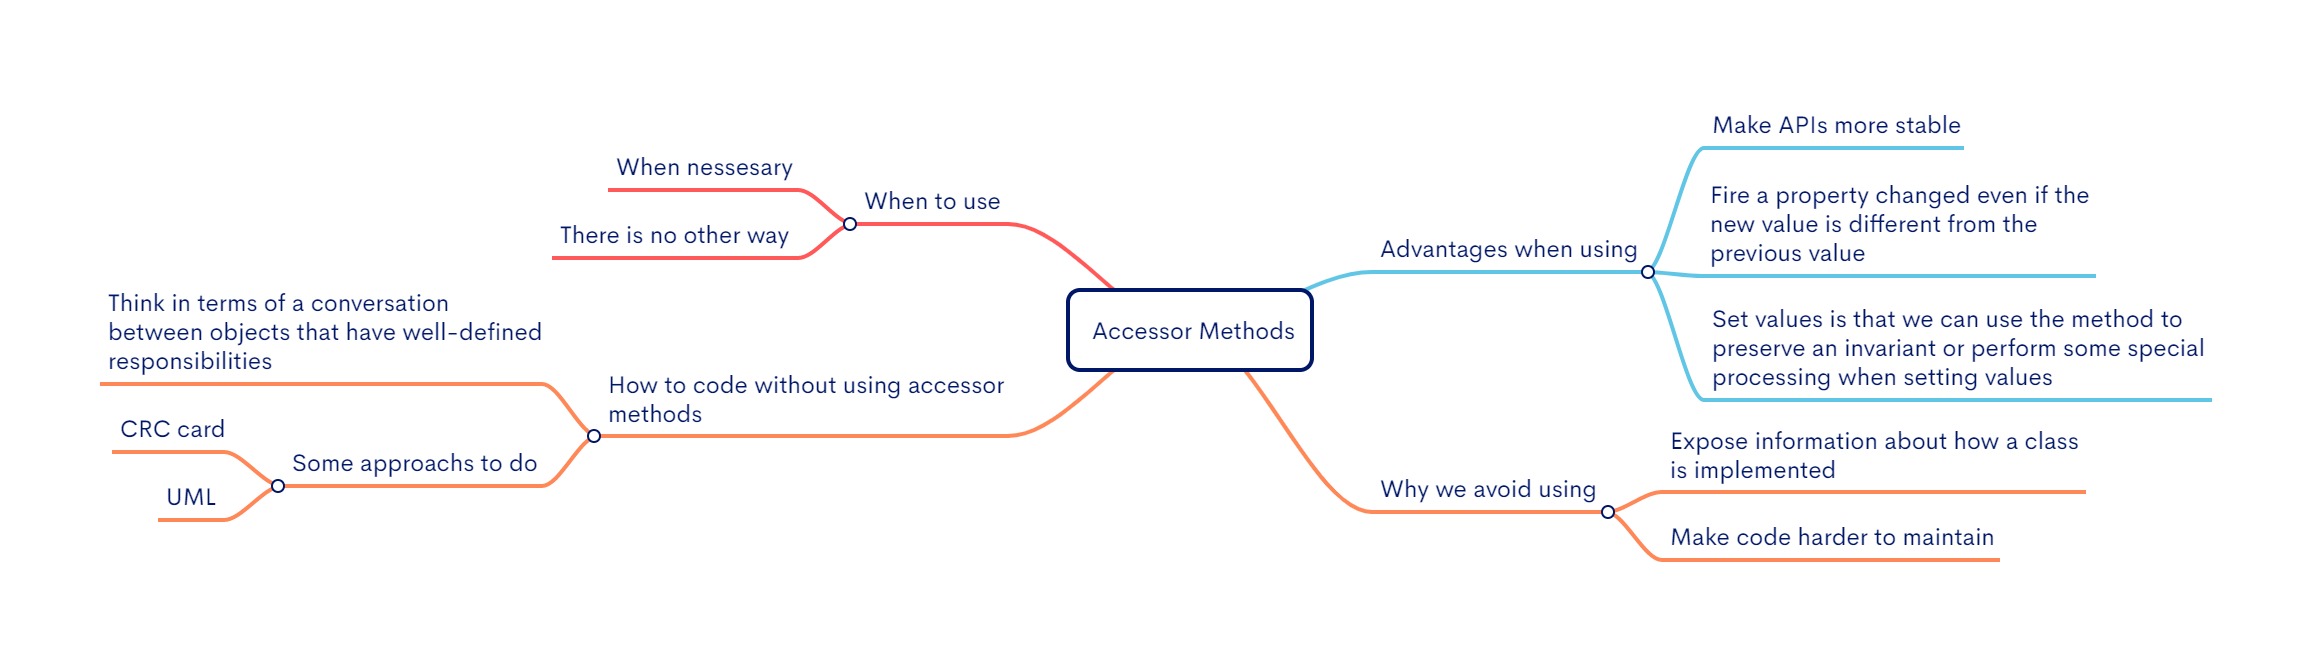 Accessor Methods
When to use
When nessesary
There is no other way
How to code without using accessor
methods
Think in terms of a conversation
between objects that have well-defined
responsibilities
Some approachs to do
CRC card
UML
Advantages when using
Make APIs more stable
Fire a property changed even if the
new value is different from the
previous value
Set values is that we can use the method to
preserve an invariant or perform some special
processing when setting values
Why we avoid using
Expose information about how a class
is implemented
Make code harder to maintain